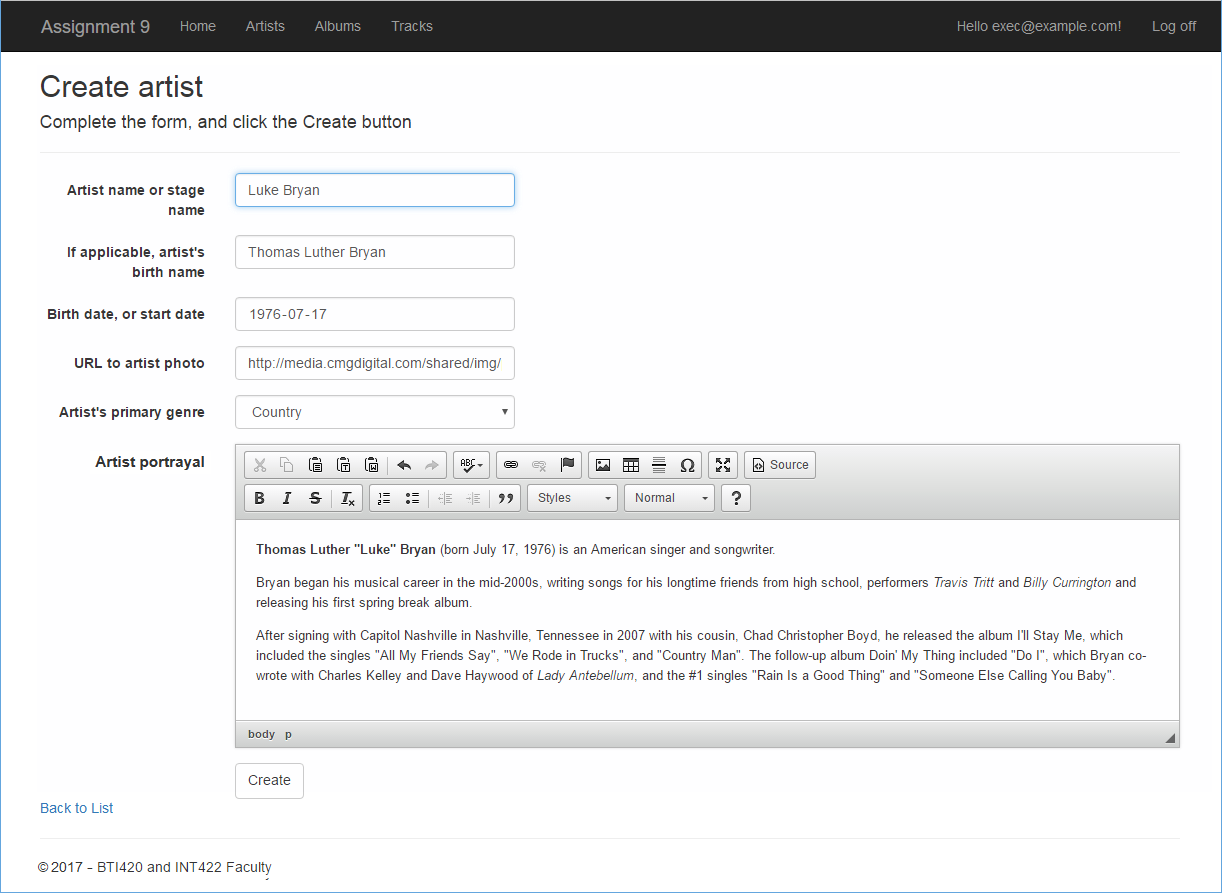 Assignment 9 Home Artists Albums Tracks Hello exec@example.com! Log off
Create artist
Complete the form, and click the Create button
Artist name or stage name
Luke Bryan
If applicable, artist's birth name
Thomas Luther Bryan
Birth date, or start date
1976-07-17
URL to artist photo
http://media.cmgdigital.com/shared/img/
Artist's primary genre
Country
Artist portrayal
ABC
Source
B I S Tx
Styles
Normal
?
Thomas Luther "Luke" Bryan (born July 17, 1976) is an American singer and songwriter.
Bryan began his musical career in the mid-2000s, writing songs for his longtime friends from high school, performers Travis Tritt and Billy Currington and
releasing his first spring break album.
After signing with Capitol Nashville in Nashville, Tennessee in 2007 with his cousin, Chad Christopher Boyd, he released the album I'll Stay Me, which
included the singles "All My Friends Say", "We Rode in Trucks", and "Country Man". The follow-up album Doin' My Thing included "Do I", which Bryan co-
wrote with Charles Kelley and Dave Haywood of Lady Antebellum, and the #1 singles "Rain Is a Good Thing" and "Someone Else Calling You Baby".
body p
Create
Back to List
© 2017 - BTI420 and INT422 Faculty